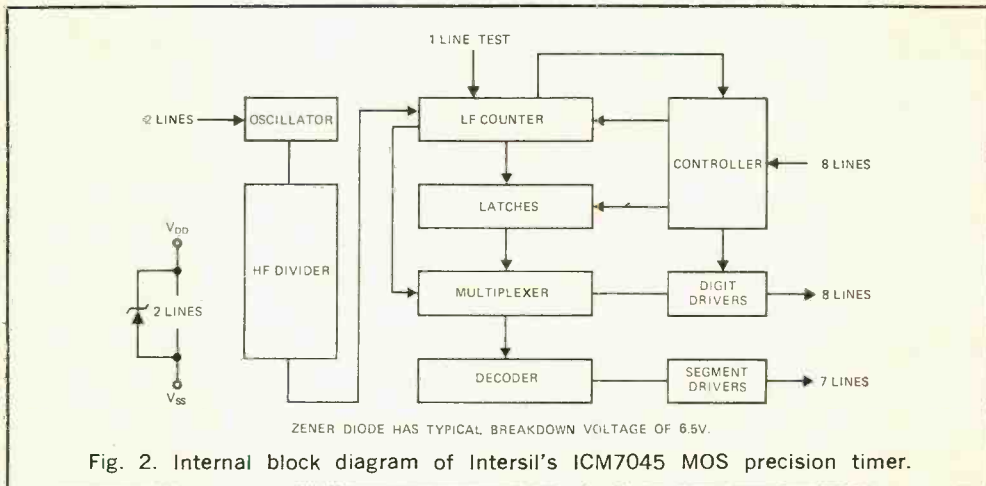 1 LINE TEST
2 LINES
OSCILLATOR
LF COUNTER
CONTROLLER
8 LINES
LATCHES
VDD
HF DIVIDER
2 LINES
MULTIPLEXER
DIGIT
DRIVERS
8 LINES
VSS
DECODER
SEGMENT
DRIVERS
7 LINES
ZENER DIODE HAS TYPICAL BREAKDOWN VOLTAGE OF 6.5V.
Fig. 2. Internal block diagram of Intersil's ICM7045 MOS precision timer.